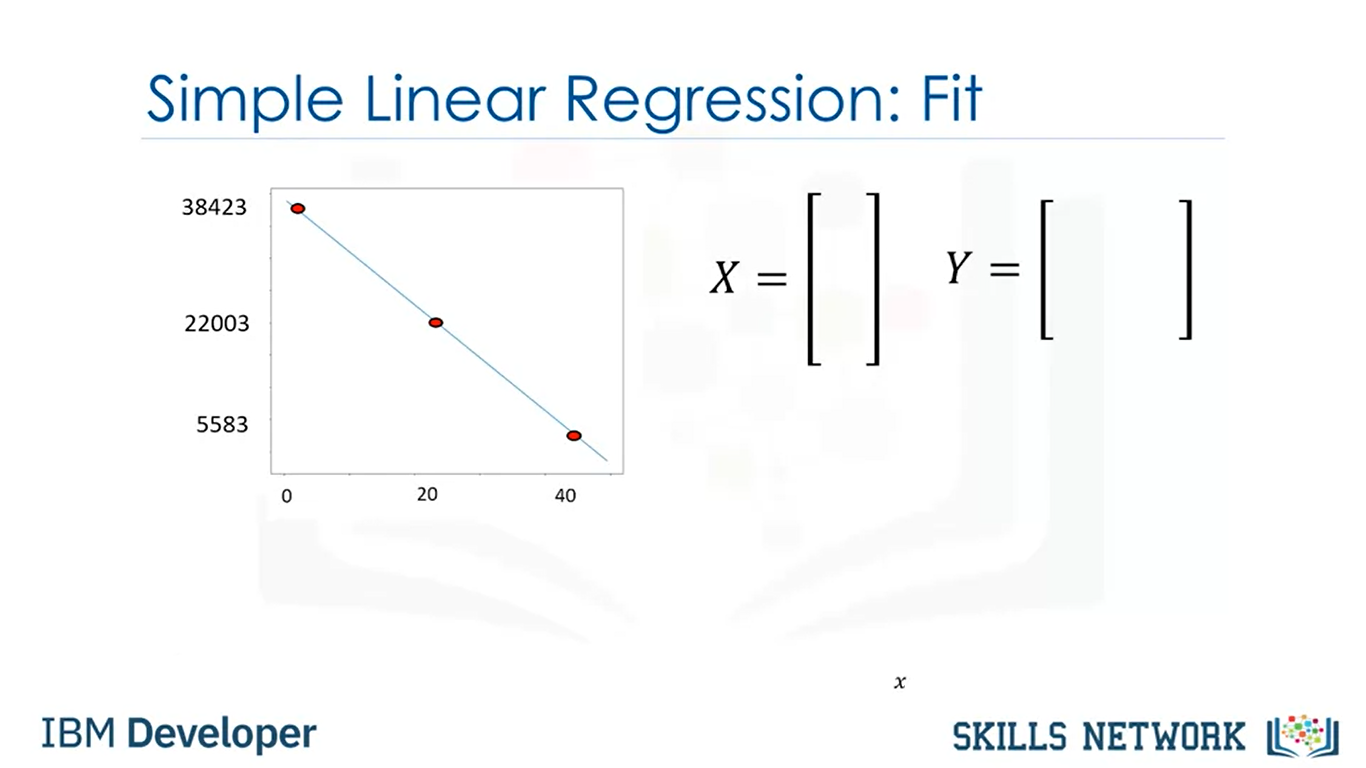 Simple Linear Regression: Fit
38423
22003
5583
0 20 40
X = [ ] Y = [ ]
x
IBM Developer
SKILLS NETWORK